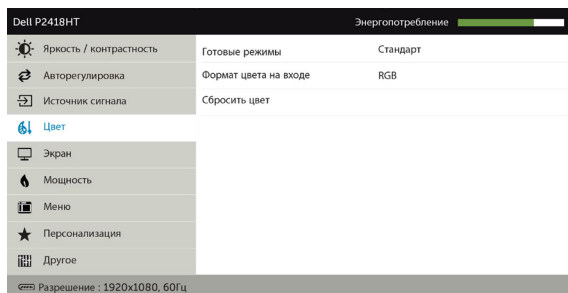 Dell P2418HT Энергопотребление
Яркость / контрастность Готовые режимы Стандарт
Авторегулировка Формат цвета на входе RGB
Источник сигнала Сбросить цвет
Цвет
Экран
Мощность
Меню
Персонализация
Другое
Разрешение : 1920x1080, 60Гц